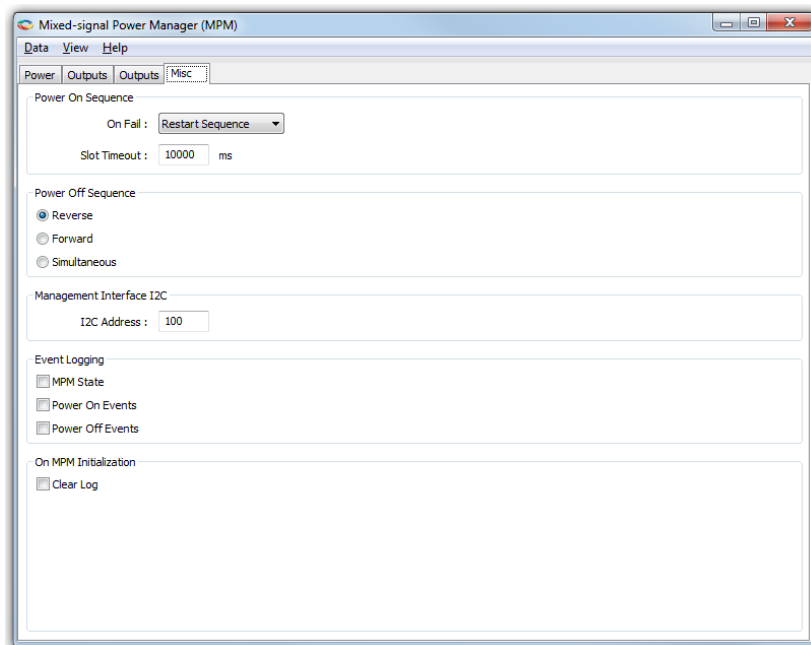 Mixed-signal Power Manager (MPM)
Data View Help
Power Outputs Outputs Misc
Power On Sequence
On Fail : Restart Sequence
Slot Timeout : 10000 ms
Power Off Sequence
Reverse
Forward
Simultaneous
Management Interface I2C
I2C Address : 100
Event Logging
MPM State
Power On Events
Power Off Events
On MPM Initialization
Clear Log